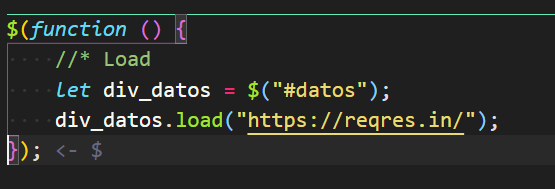 $(function () {
//* Load
let div_datos = $("#datos");
div_datos.load("https://reqres.in/");
}); <- $